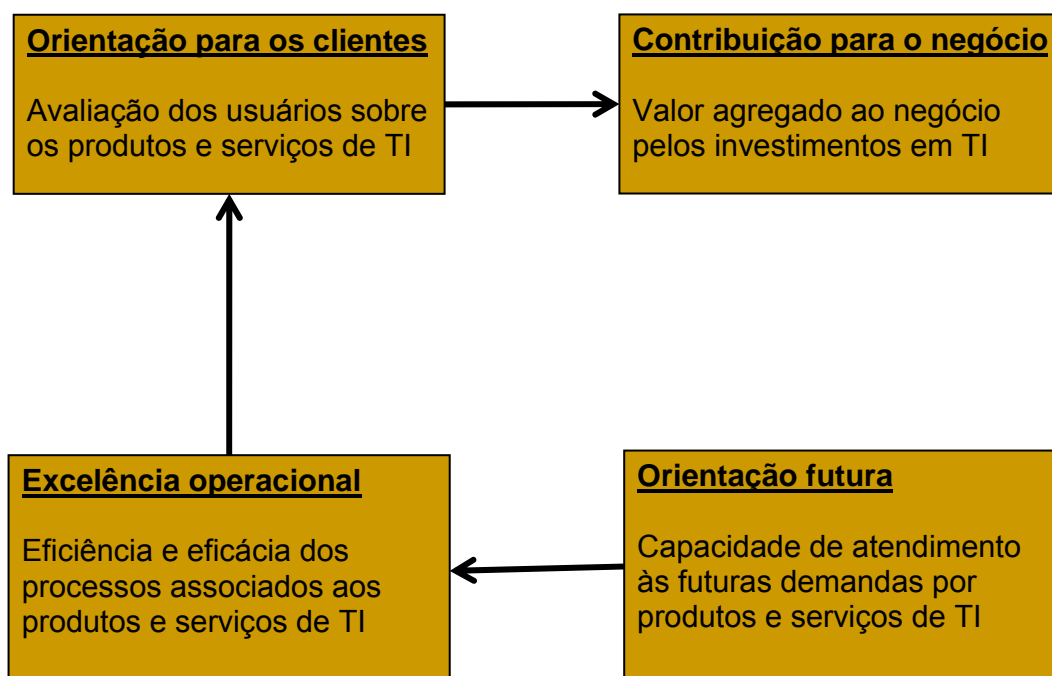 Orientação para os clientes
Avaliação dos usuários sobre
os produtos e serviços de TI
Contribuição para o negócio
Valor agregado ao negócio
pelos investimentos em TI
Excelência operacional
Eficiência e eficácia dos
processos associados aos
produtos e serviços de TI
Orientação futura
Capacidade de atendimento
às futuras demandas por
produtos e serviços de TI